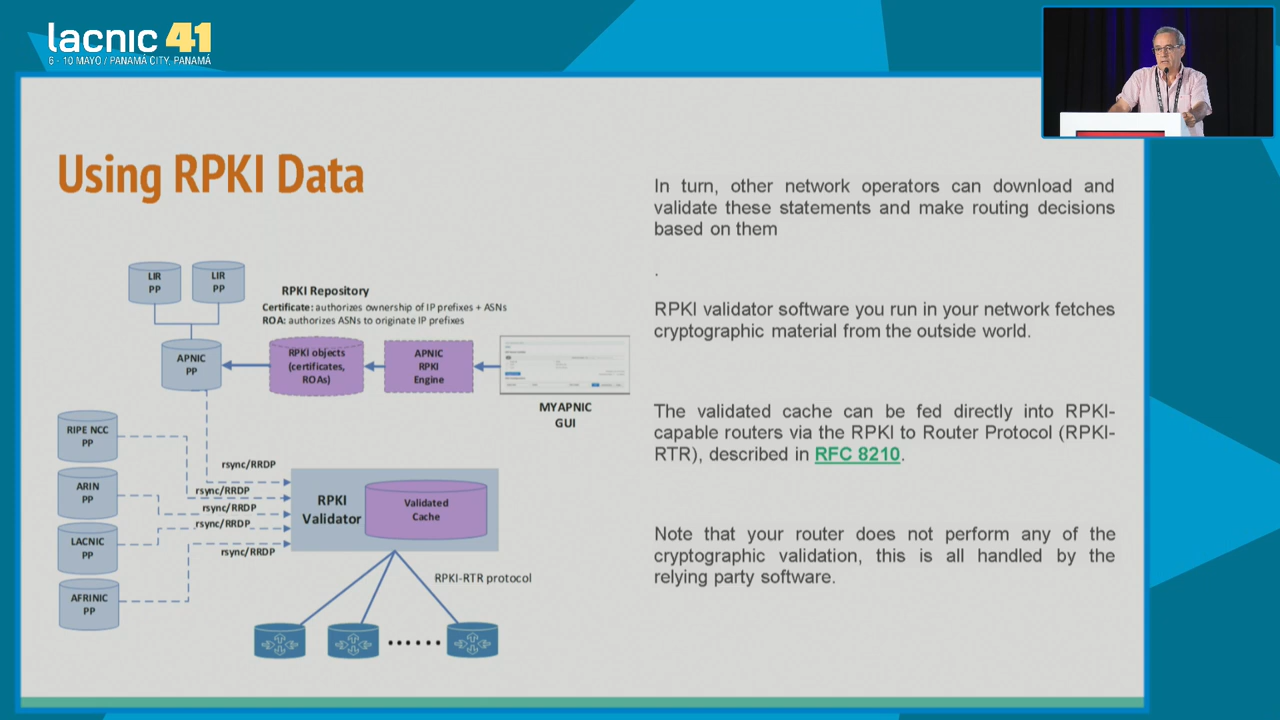 lacnic 41
6 - 10 MAYO / PANAMÁ CITY, PANAMÁ
Using RPKI Data
LIR
PP
LIR
PP
RPKI Repository
Certificate: authorizes ownership of IP prefixes + ASNs
ROA: authorizes ASNs to originate IP prefixes
APNIC
PP
RPKI objects
(certificates,
ROAs)
APNIC
RPKI
Engine
MYAPNIC
GUI
RIPE NCC
PP
ARIN
PP
LACNIC
PP
AFRINIC
PP
rsync/RRDP
rsync/RRDP
rsync/RRDP
rsync/RRDP
rsync/RRDP
RPKI
Validator
Validated
Cache
RPKI-RTR protocol
In turn, other network operators can download and
validate these statements and make routing decisions
based on them
.
RPKI validator software you run in your network fetches
cryptographic material from the outside world.
The validated cache can be fed directly into RPKI-
capable routers via the RPKI to Router Protocol (RPKI-
RTR), described in RFC 8210.
Note that your router does not perform any of the
cryptographic validation, this is all handled by the
relying party software.